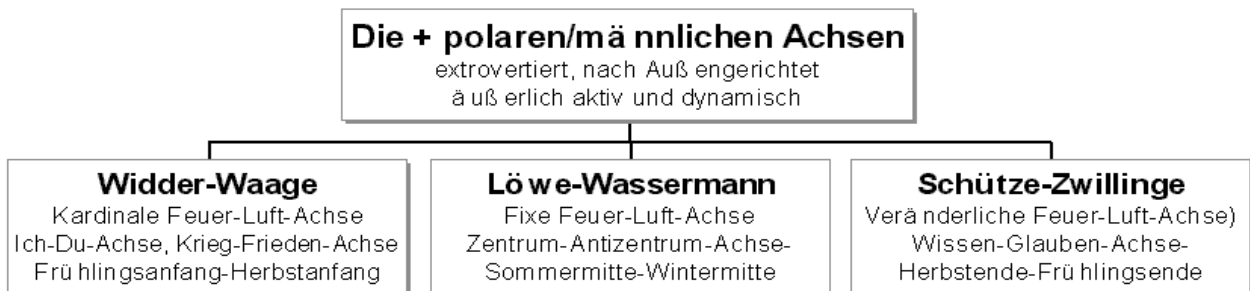 Die + polaren/männlichen Achsen
extrovertiert, nach Außengerichtet
äußerlich aktiv und dynamisch
Widder-Waage
Kardinale Feuer-Luft-Achse
Ich-Du-Achse, Krieg-Frieden-Achse
Frühlingsanfang-Herbstanfang
Löwe-Wassermann
Fixe Feuer-Luft-Achse
Zentrum-Antizentrum-Achse-
Sommermitte-Wintermitte
Schütze-Zwillinge
Veränderliche Feuer-Luft-Achse)
Wissen-Glauben-Achse-
Herbstende-Frühlingsende